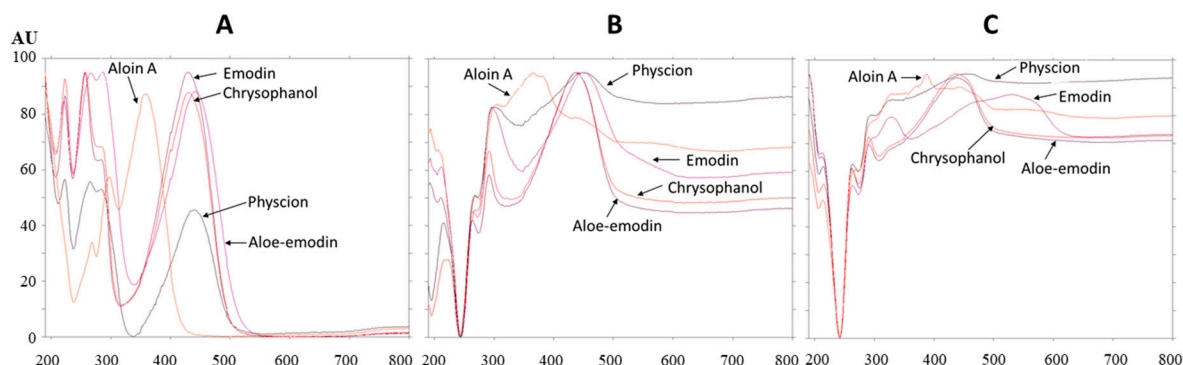 A
B
C
AU
100
80
60
40
20
0
Aloin A
Emodin
Chrysophanol
Physcion
Aloe-emodin
200 300 400 500 600 700 800
Aloin A
Physcion
Emodin
Chrysophanol
Aloe-emodin
200 300 400 500 600 700 800
Aloin A
Physcion
Emodin
Chrysophanol
Aloe-emodin
200 300 400 500 600 700 800